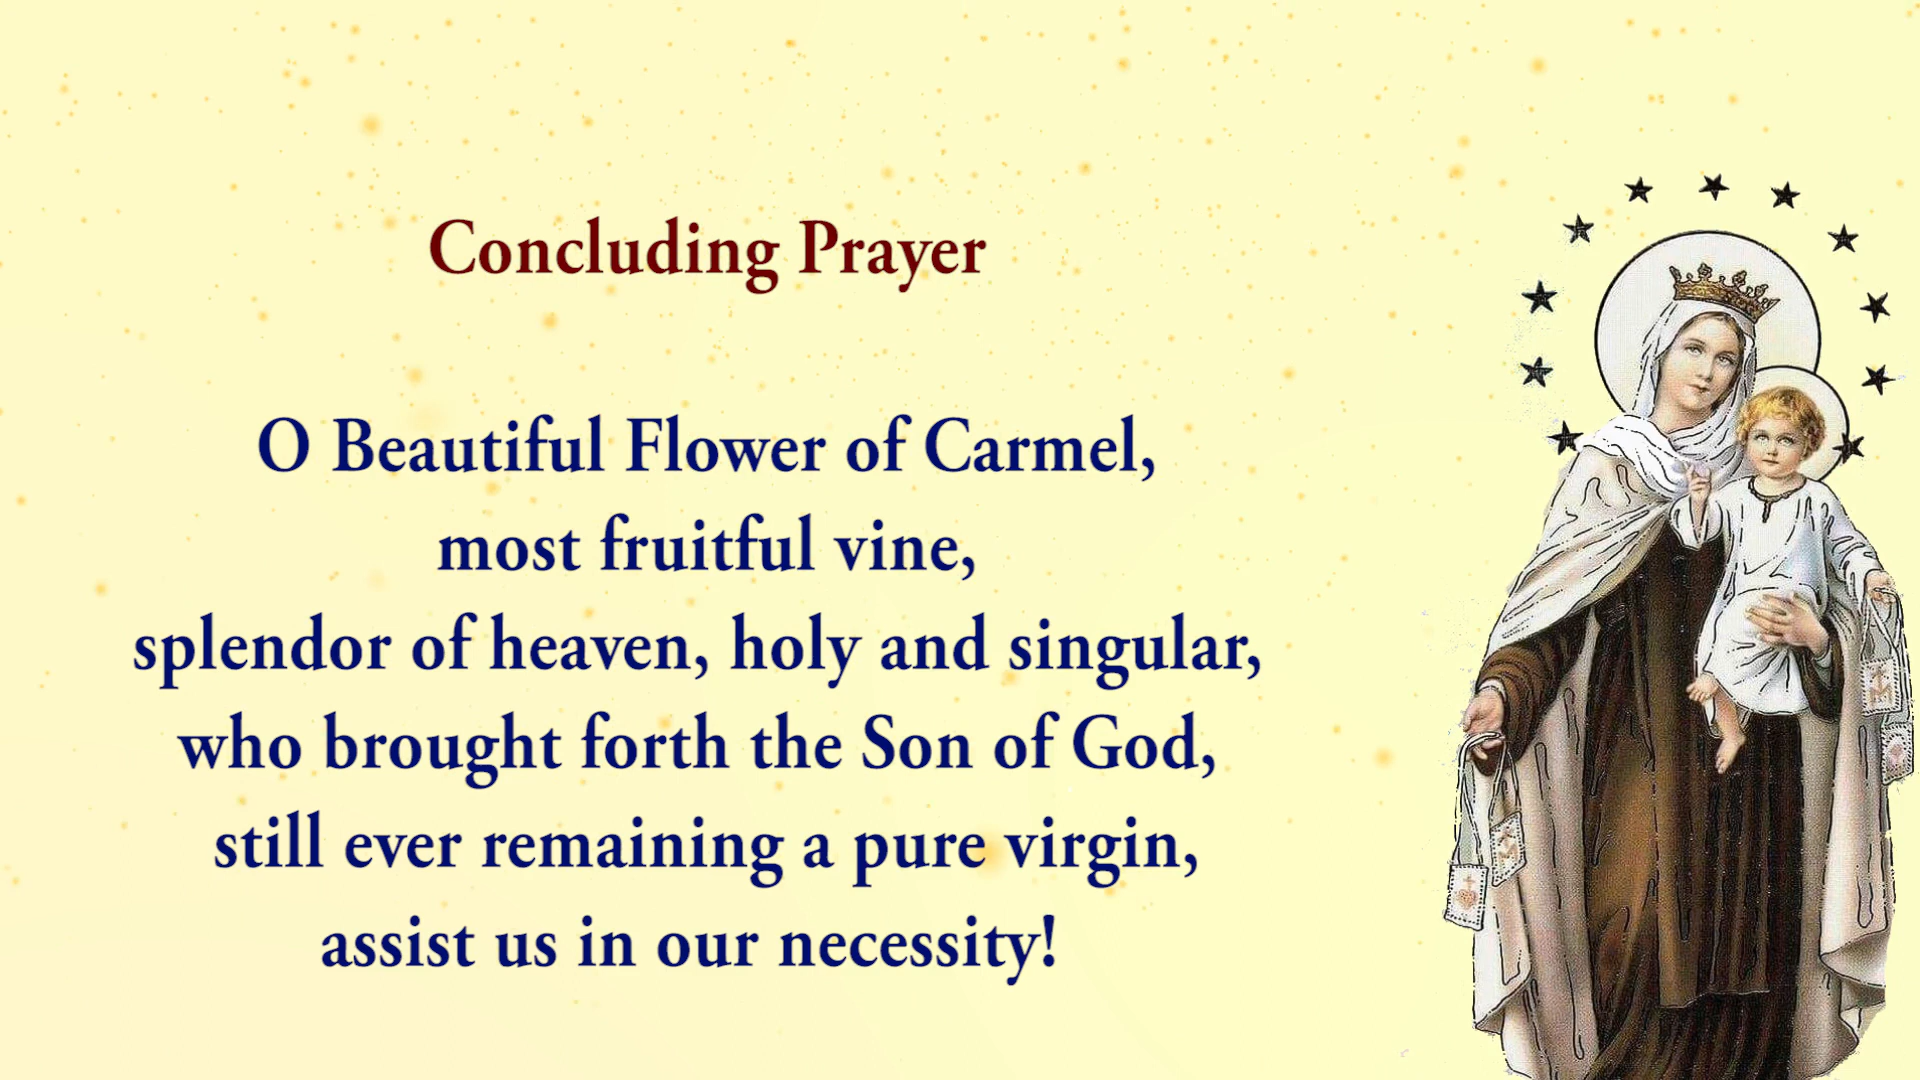 Concluding Prayer
O Beautiful Flower of Carmel,
most fruitful vine,
splendor of heaven, holy and singular,
who brought forth the Son of God,
still ever remaining a pure virgin,
assist us in our necessity!